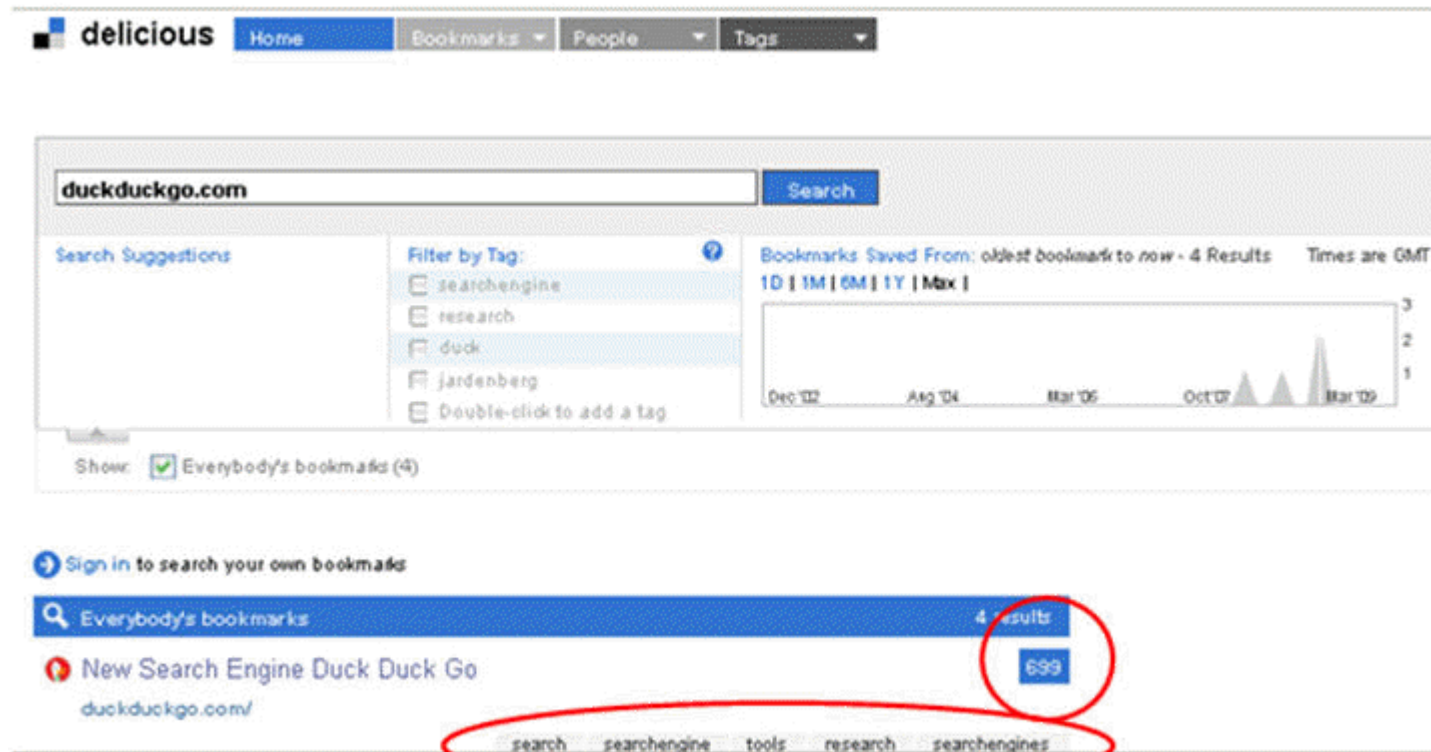 delicious Home Bookmarks People Tags
duckduckgo.com Search
Search Suggestions
Filter by Tag: ?
searchengine
research
duck
jardenberg
Double-click to add a tag
Bookmarks Saved From: oldest bookmark to now - 4 Results Times are GMT
1D | 1M | 6M | 1Y | Max |
3
2
1
Dec '02 Aug '04 Mar '06 Oct '07 Mar '09
Show: Everybody's bookmarks (4)
Sign in to search your own bookmarks
Everybody's bookmarks 4 results
New Search Engine Duck Duck Go 699
duckduckgo.com/
search searchengine tools research searchengines